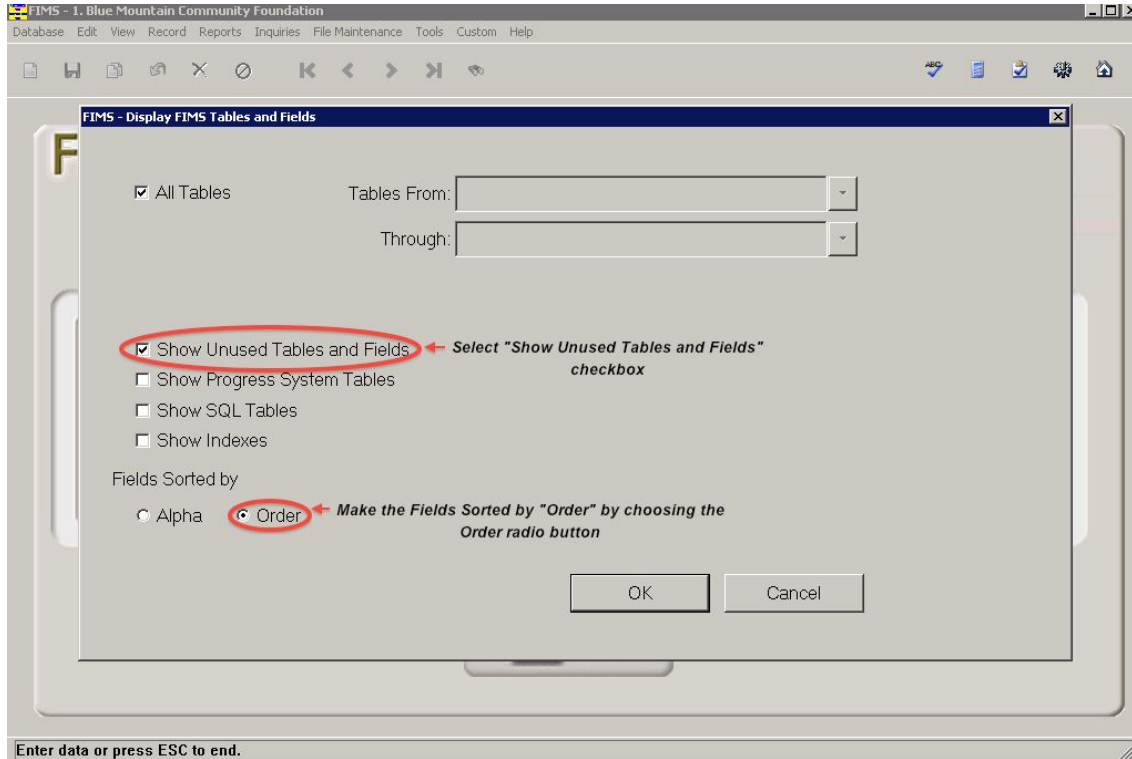 FIMS - 1. Blue Mountain Community Foundation
Database Edit View Record Reports Inquiries File Maintenance Tools Custom Help
ABC
FIMS - Display FIMS Tables and Fields
F
All Tables
Tables From:
Through:
Show Unused Tables and Fields
Select "Show Unused Tables and Fields"
checkbox
Show Progress System Tables
Show SQL Tables
Show Indexes
Fields Sorted by
Alpha
Order
Make the Fields Sorted by "Order" by choosing the
Order radio button
OK
Cancel
Enter data or press ESC to end.